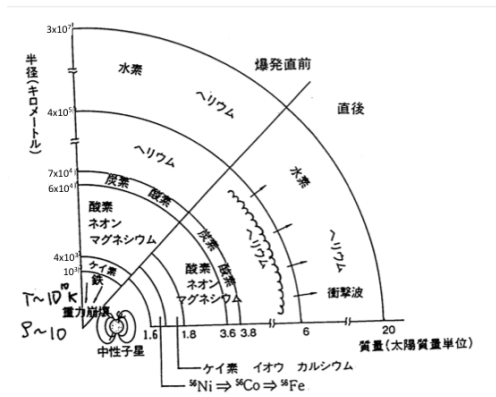 3x10⁷
半径(キロメートル)
4x10⁵
7x10⁴
6x10⁴
4x10³
10³
爆発直前
直後
水素
ヘリウム
ヘリウム
炭素 酸素
酸素
ネオン
マグネシウム
ケイ素
鉄
重力崩壊
中性子星
T~10¹⁰K
ρ~10
水素
ヘリウム
ヘリウム
衝撃波
炭素
酸素
酸素
ネオン
マグネシウム
1.6 1.8 3.6 3.8 6 20
質量(太陽質量単位)
ケイ素 イオウ カルシウム
⁵⁶Ni⇒⁵⁶Co⇒⁵⁶Fe